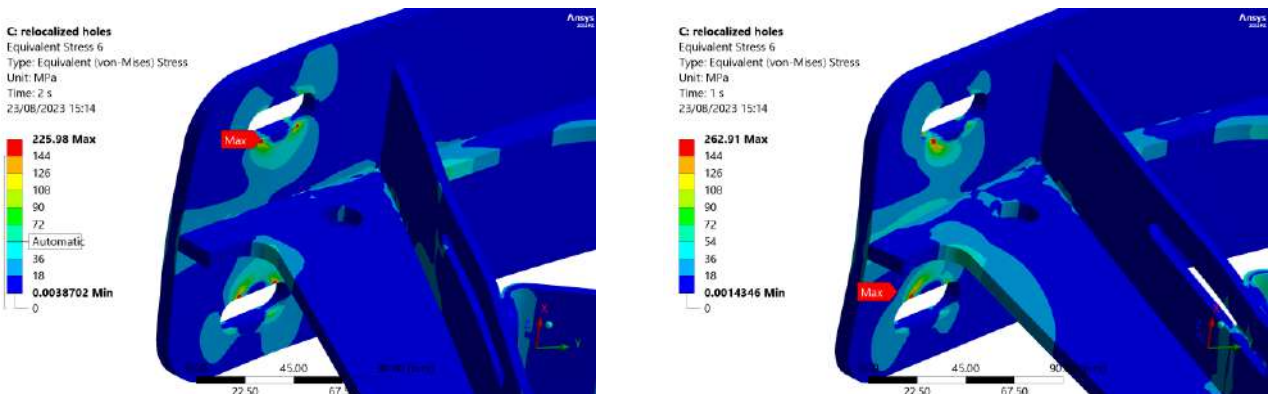 C: relocalized holes
Equivalent Stress 6
Type: Equivalent (von-Mises) Stress
Unit: MPa
Time: 2 s
23/08/2023 15:14
225.98 Max
144
126
108
90
72
Automatic
36
18
0.0038702 Min
0
Ansys
Max
X
Y
45.00
22.50
67.5
C: relocalized holes
Equivalent Stress 6
Type: Equivalent (von-Mises) Stress
Unit: MPa
Time: 1 s
23/08/2023 15:14
262.91 Max
144
126
108
90
72
54
36
18
0.0014346 Min
0
Ansys
Max
45.00
22.50
67.50